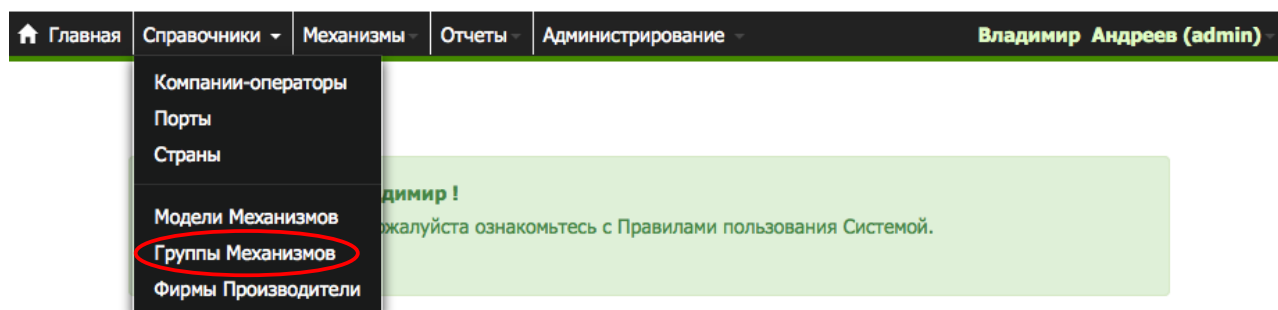 Главная Справочники Механизмы Отчеты Администрирование Владимир Андреев (admin)
Компании-операторы
Порты
Страны
Модели Механизмов
Группы Механизмов
Фирмы Производители
димир !
жалуйста ознакомьтесь с Правилами пользования Системой.